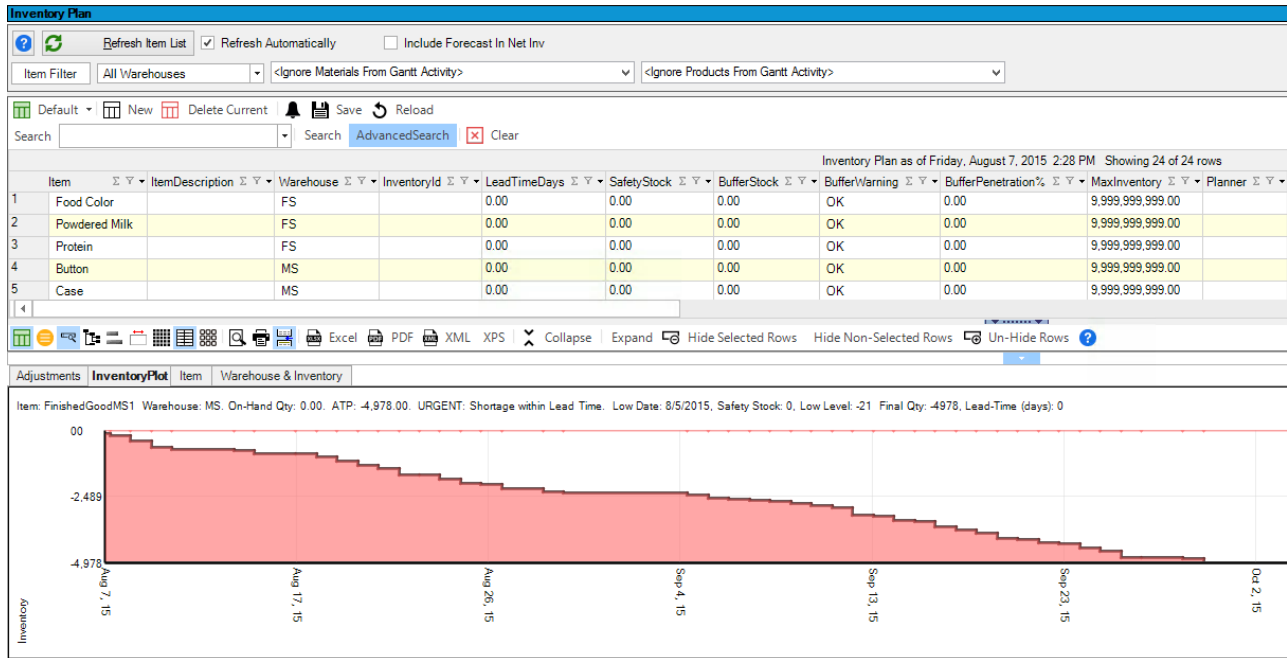 Inventory Plan
Refresh Item List Refresh Automatically Include Forecast In Net Inv
Item Filter All Warehouses <Ignore Materials From Gantt Activity> <Ignore Products From Gantt Activity>
Default New Delete Current Save Reload
Search Search AdvancedSearch Clear
Inventory Plan as of Friday, August 7, 2015 2:28 PM Showing 24 of 24 rows
Item ItemDescription Warehouse InventoryId LeadTimeDays SafetyStock BufferStock BufferWarning BufferPenetration% MaxInventory Planner
1 Food Color FS 0.00 0.00 0.00 OK 0.00 9,999,999,999.00
2 Powdered Milk FS 0.00 0.00 0.00 OK 0.00 9,999,999,999.00
3 Protein FS 0.00 0.00 0.00 OK 0.00 9,999,999,999.00
4 Button MS 0.00 0.00 0.00 OK 0.00 9,999,999,999.00
5 Case MS 0.00 0.00 0.00 OK 0.00 9,999,999,999.00
Excel PDF XML XPS Collapse Expand Hide Selected Rows Hide Non-Selected Rows Un-Hide Rows
Adjustments InventoryPlot Item Warehouse & Inventory
Item: FinishedGoodMS1 Warehouse: MS. On-Hand Qty: 0.00. ATP: -4,978.00. URGENT: Shortage within Lead Time. Low Date: 8/5/2015, Safety Stock: 0, Low Level: -21 Final Qty: -4978, Lead-Time (days): 0
00
-2,489
-4,978
Aug 7, 15 Aug 17, 15 Aug 26, 15 Sep 4, 15 Sep 13, 15 Sep 23, 15 Oct 2, 15
Inventory